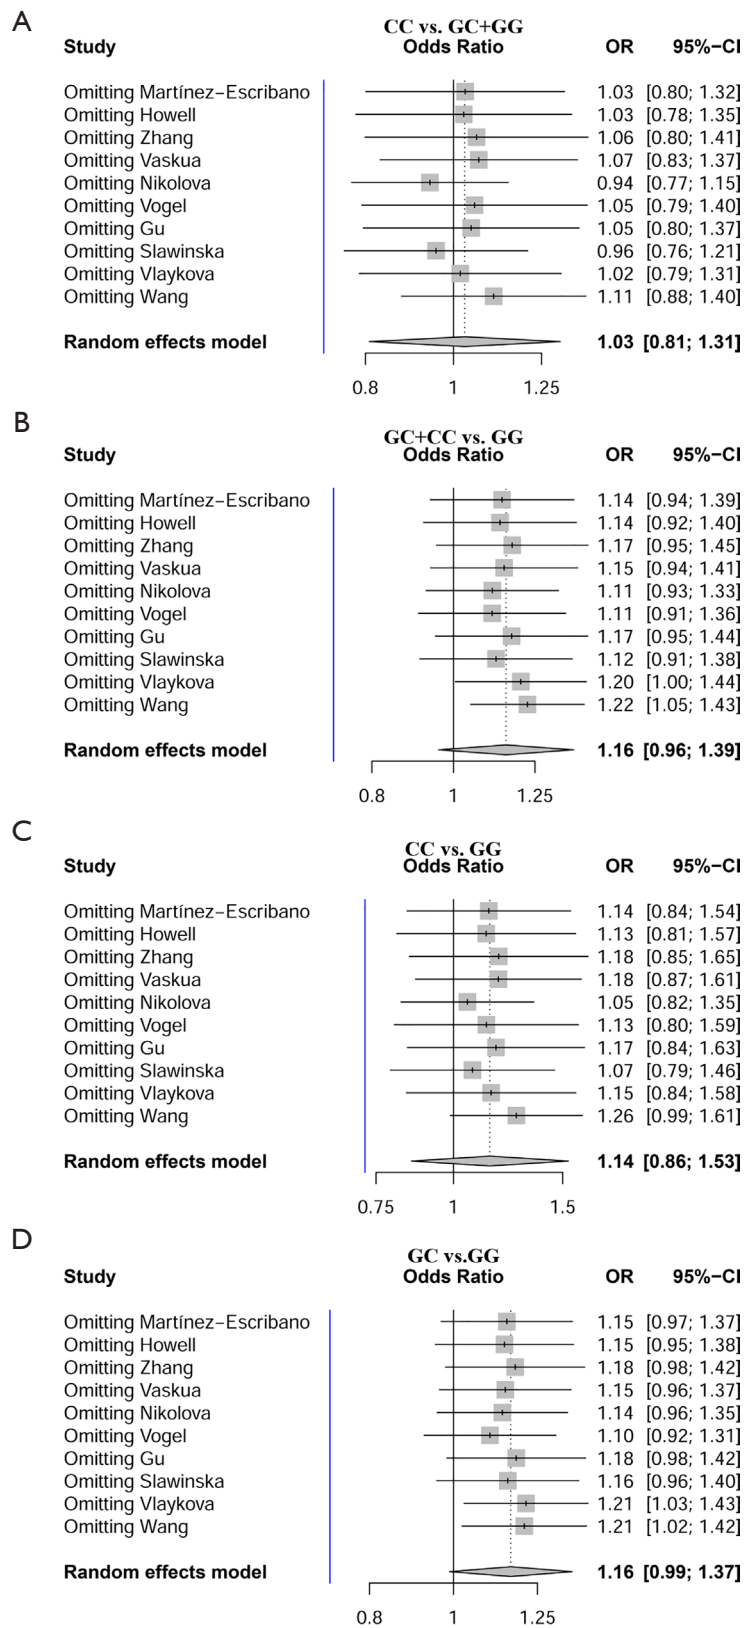 A
CC vs. GC+GG
Study Odds Ratio OR 95%−CI
Omitting Martínez−Escribano 1.03 [0.80; 1.32]
Omitting Howell 1.03 [0.78; 1.35]
Omitting Zhang 1.06 [0.80; 1.41]
Omitting Vaskua 1.07 [0.83; 1.37]
Omitting Nikolova 0.94 [0.77; 1.15]
Omitting Vogel 1.05 [0.79; 1.40]
Omitting Gu 1.05 [0.80; 1.37]
Omitting Slawinska 0.96 [0.76; 1.21]
Omitting Vlaykova 1.02 [0.79; 1.31]
Omitting Wang 1.11 [0.88; 1.40]
Random effects model 1.03 [0.81; 1.31]
0.8 1 1.25
B
GC+CC vs. GG
Study Odds Ratio OR 95%−CI
Omitting Martínez−Escribano 1.14 [0.94; 1.39]
Omitting Howell 1.14 [0.92; 1.40]
Omitting Zhang 1.17 [0.95; 1.45]
Omitting Vaskua 1.15 [0.94; 1.41]
Omitting Nikolova 1.11 [0.93; 1.33]
Omitting Vogel 1.11 [0.91; 1.36]
Omitting Gu 1.17 [0.95; 1.44]
Omitting Slawinska 1.12 [0.91; 1.38]
Omitting Vlaykova 1.20 [1.00; 1.44]
Omitting Wang 1.22 [1.05; 1.43]
Random effects model 1.16 [0.96; 1.39]
0.8 1 1.25
C
CC vs. GG
Study Odds Ratio OR 95%−CI
Omitting Martínez−Escribano 1.14 [0.84; 1.54]
Omitting Howell 1.13 [0.81; 1.57]
Omitting Zhang 1.18 [0.85; 1.65]
Omitting Vaskua 1.18 [0.87; 1.61]
Omitting Nikolova 1.05 [0.82; 1.35]
Omitting Vogel 1.13 [0.80; 1.59]
Omitting Gu 1.17 [0.84; 1.63]
Omitting Slawinska 1.07 [0.79; 1.46]
Omitting Vlaykova 1.15 [0.84; 1.58]
Omitting Wang 1.26 [0.99; 1.61]
Random effects model 1.14 [0.86; 1.53]
0.75 1 1.5
D
GC vs.GG
Study Odds Ratio OR 95%−CI
Omitting Martínez−Escribano 1.15 [0.97; 1.37]
Omitting Howell 1.15 [0.95; 1.38]
Omitting Zhang 1.18 [0.98; 1.42]
Omitting Vaskua 1.15 [0.96; 1.37]
Omitting Nikolova 1.14 [0.96; 1.35]
Omitting Vogel 1.10 [0.92; 1.31]
Omitting Gu 1.18 [0.98; 1.42]
Omitting Slawinska 1.16 [0.96; 1.40]
Omitting Vlaykova 1.21 [1.03; 1.43]
Omitting Wang 1.21 [1.02; 1.42]
Random effects model 1.16 [0.99; 1.37]
0.8 1 1.25